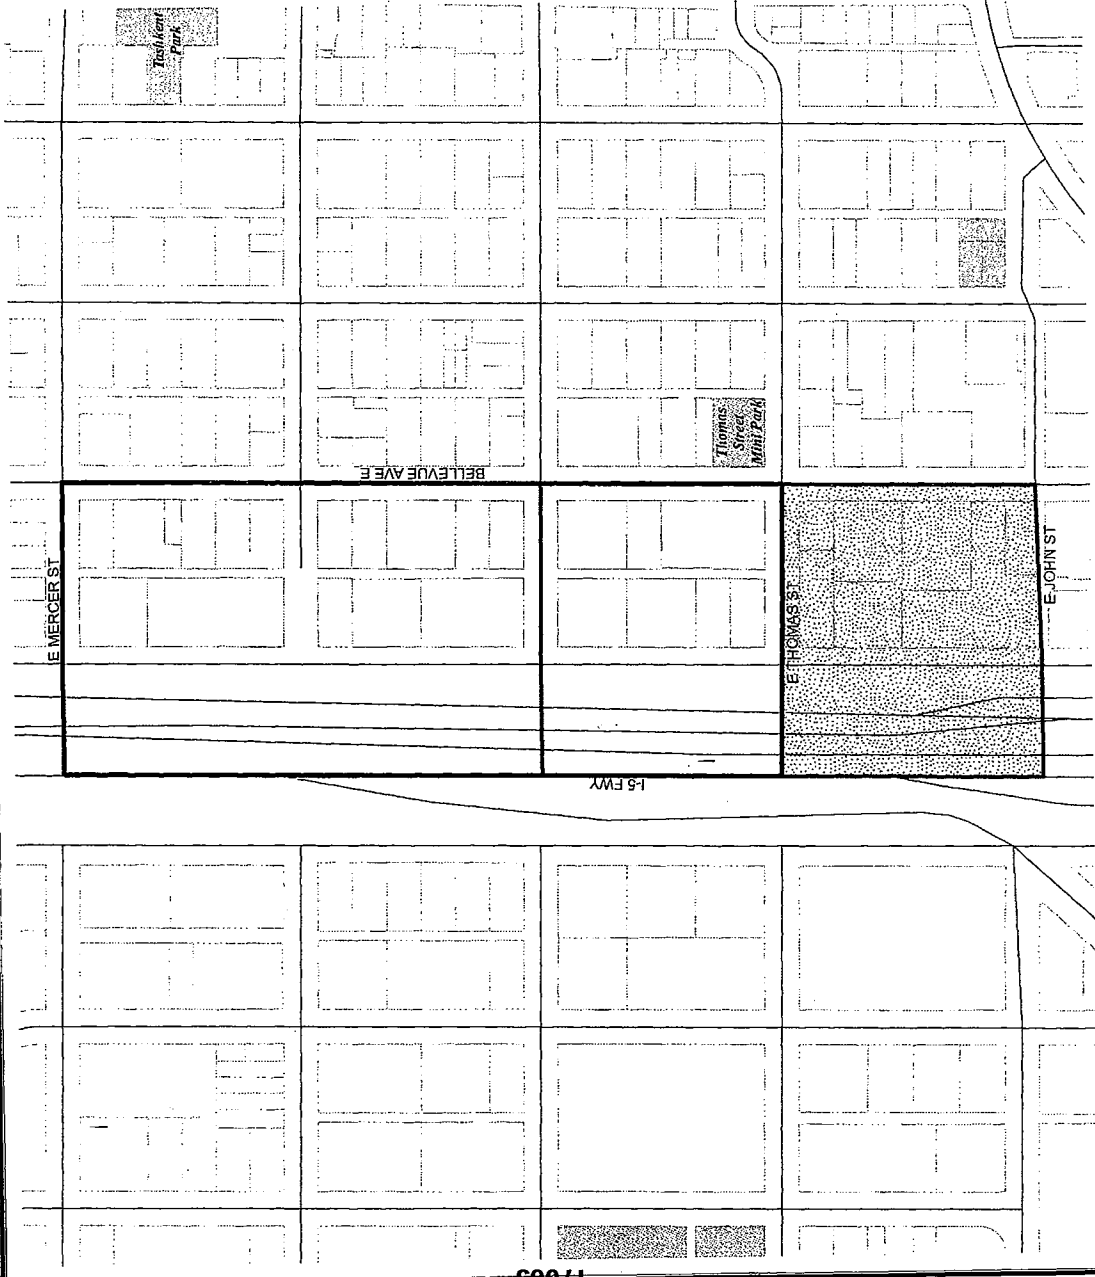 Tashkent
Park
Thomas
Street
Mini Park
BELLEVUE AVE E
E MERCER ST
E THOMAS ST
E JOHN ST
I-5 FWY